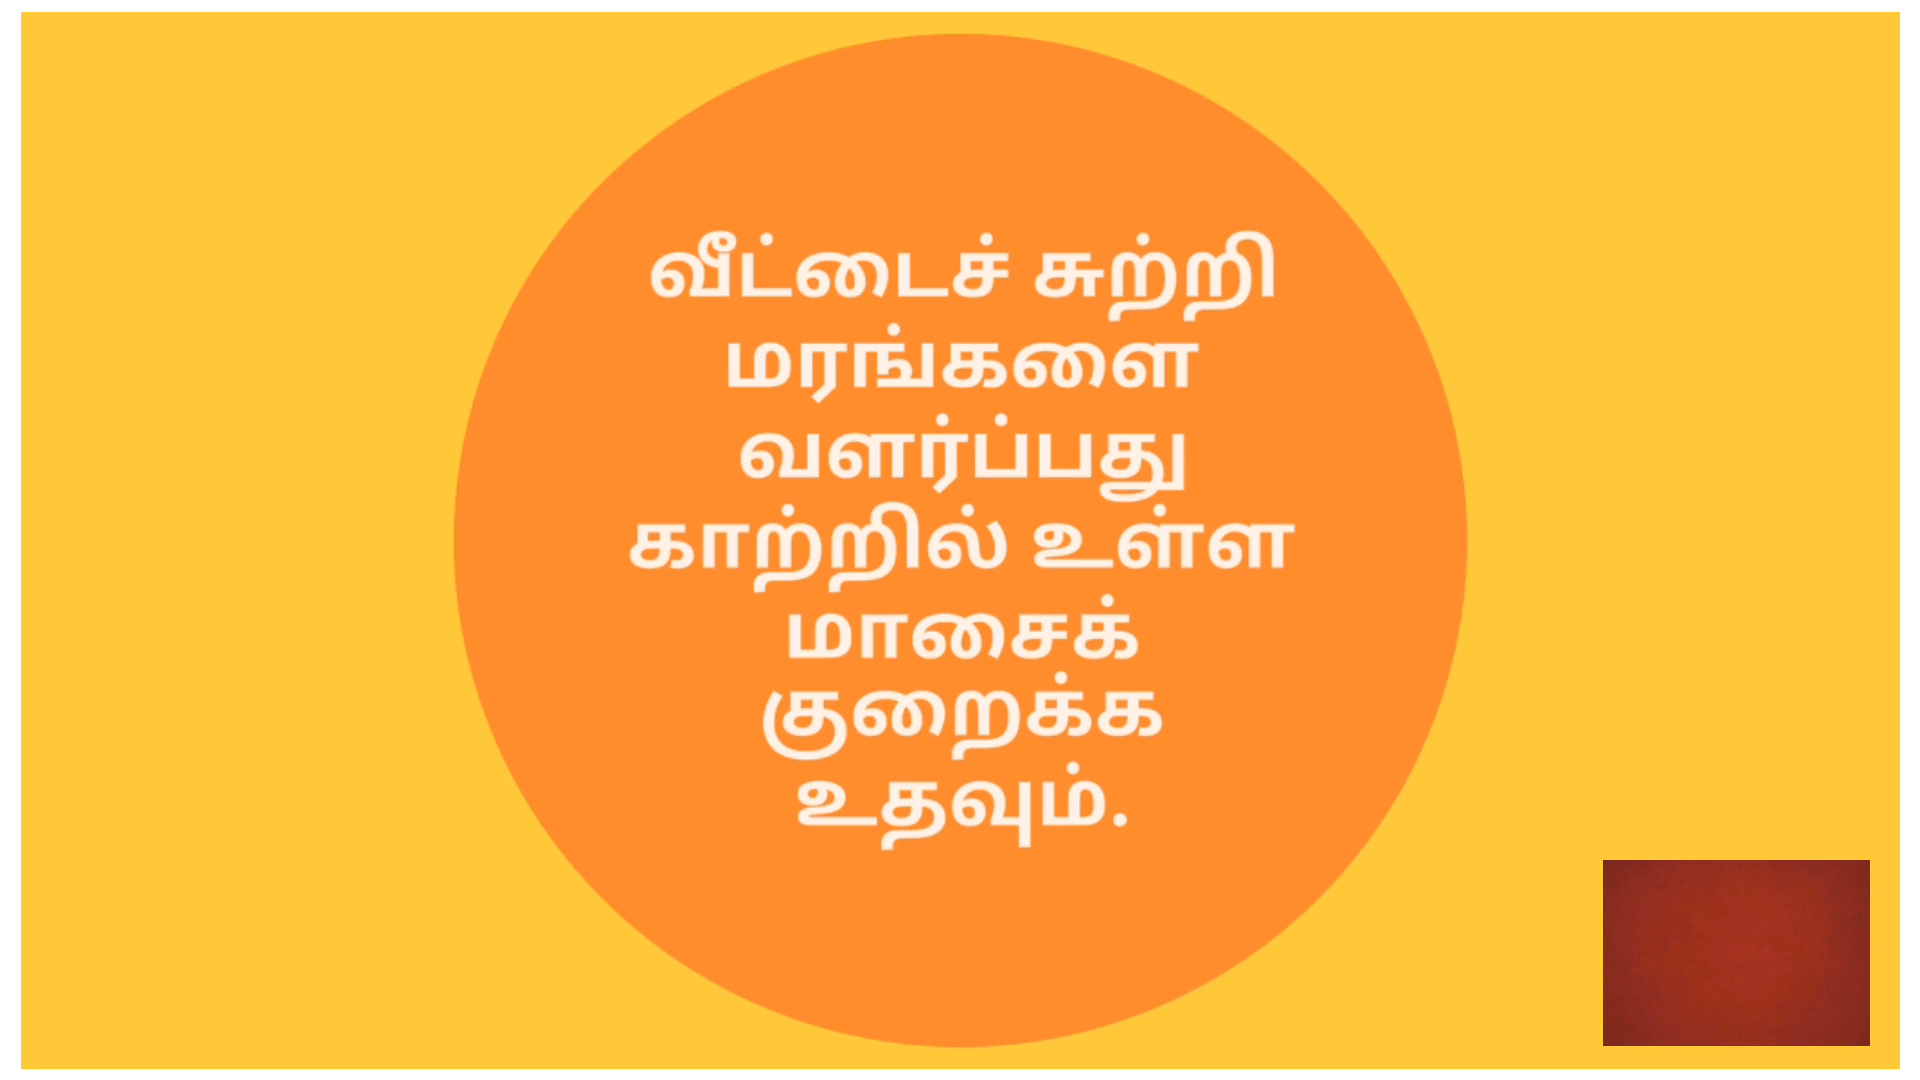 வீட்டைச் சுற்றி
மரங்களை
வளர்ப்பது
காற்றில் உள்ள
மாசைக்
குறைக்க
உதவும்.